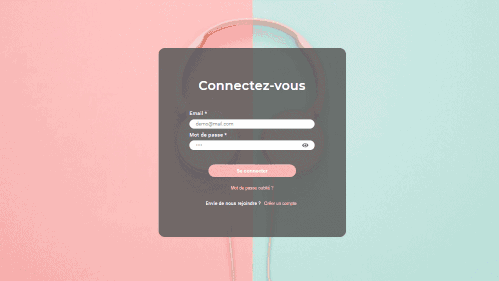 Connectez-vous
Email *
demo@mail.com
Mot de passe *
Se connecter
Mot de passe oublié ?
Envie de nous rejoindre ? Créer un compte